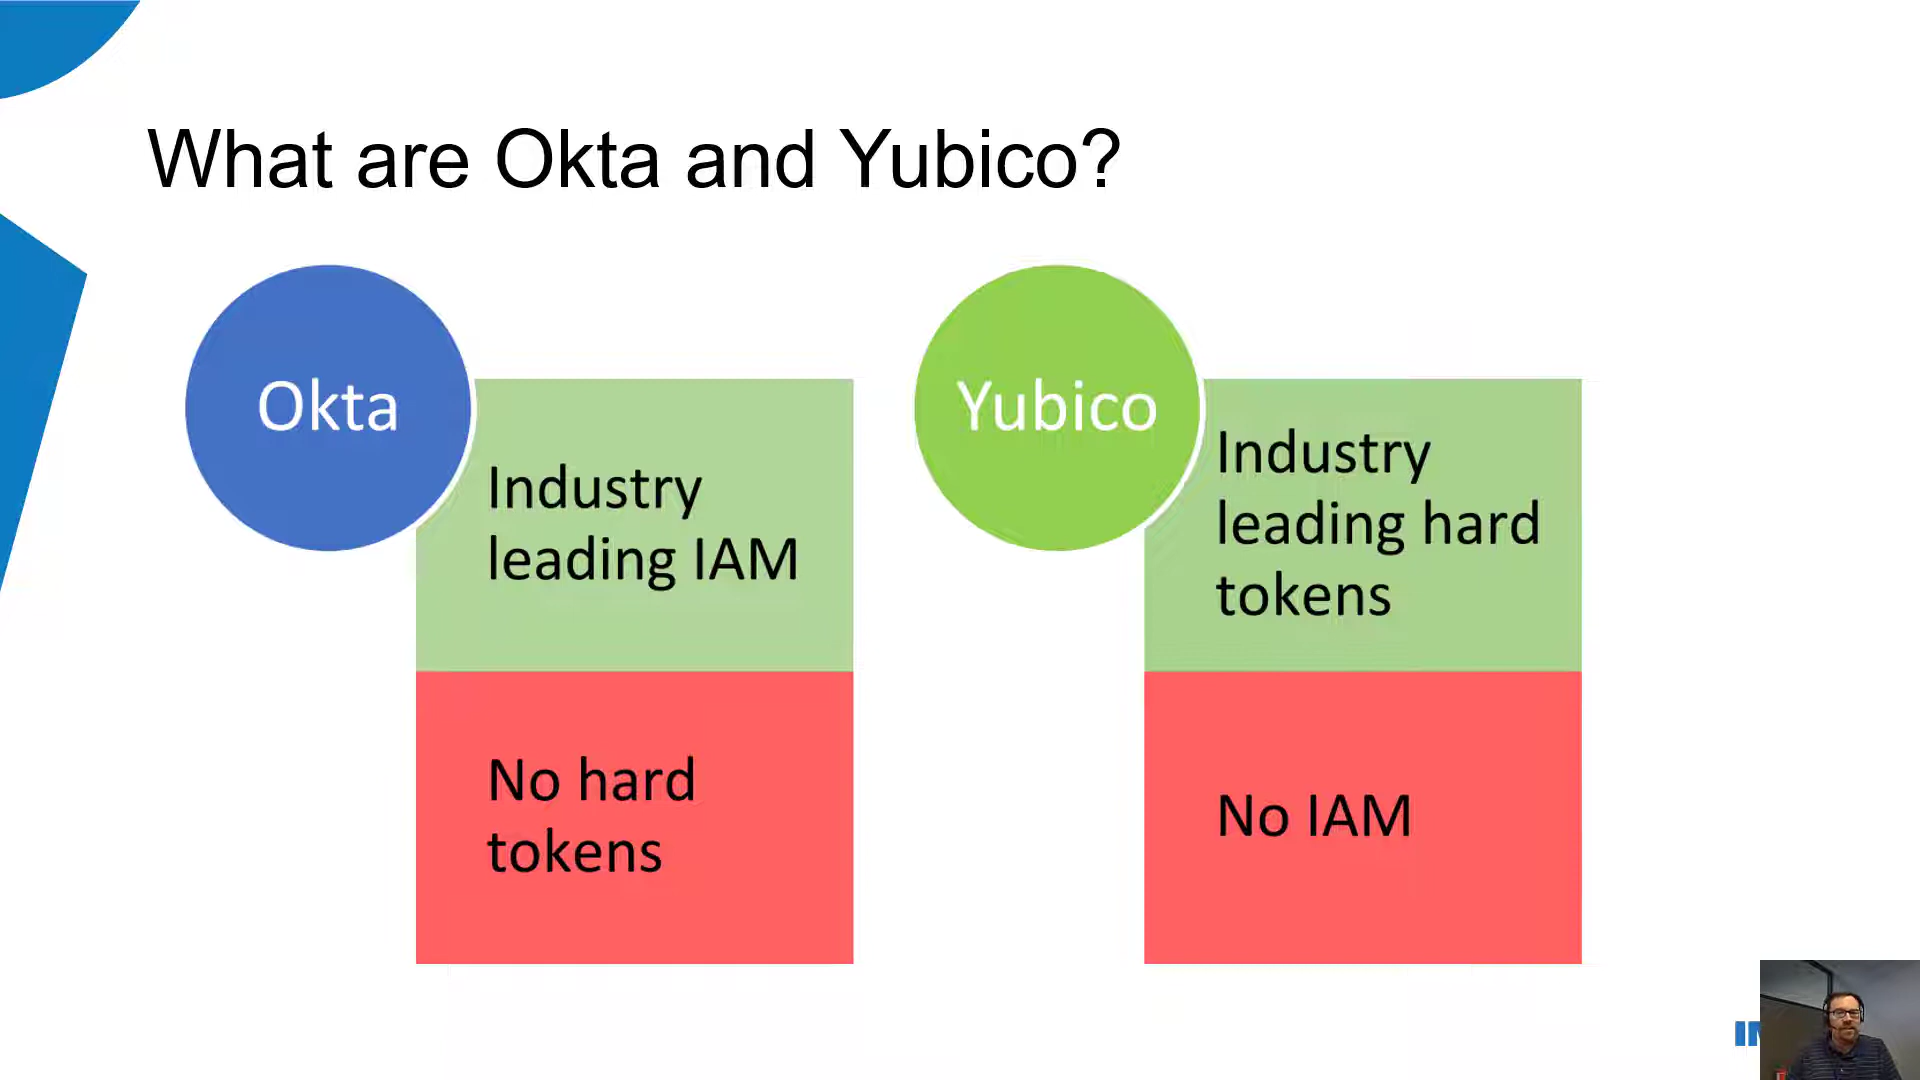 What are Okta and Yubico?
Okta
Industry
leading IAM
No hard
tokens
Yubico
Industry
leading hard
tokens
No IAM